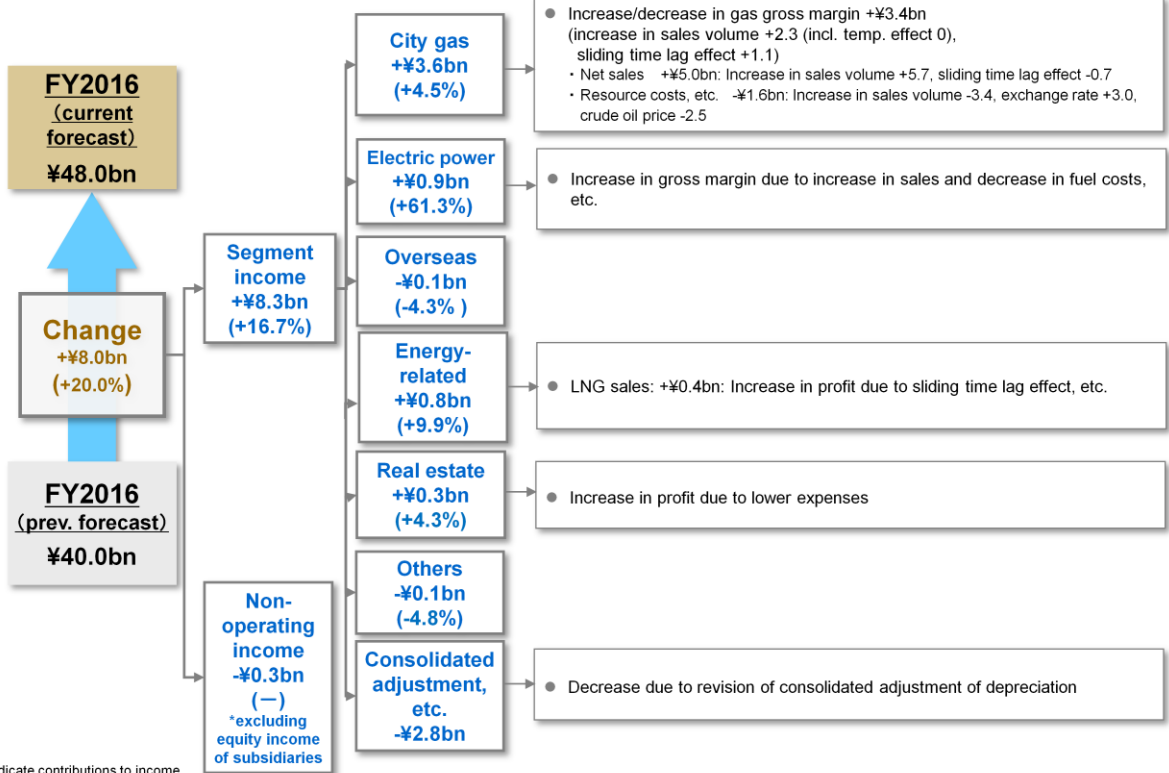 FY2016
(current
forecast)
¥48.0bn
Change
+¥8.0bn
(+20.0%)
FY2016
(prev. forecast)
¥40.0bn
Segment
income
+¥8.3bn
(+16.7%)
Non-
operating
income
-¥0.3bn
(—)
*excluding
equity income
of subsidiaries
City gas
+¥3.6bn
(+4.5%)
● Increase/decrease in gas gross margin +¥3.4bn
(increase in sales volume +2.3 (incl. temp. effect 0),
sliding time lag effect +1.1)
・Net sales +¥5.0bn: Increase in sales volume +5.7, sliding time lag effect -0.7
・Resource costs, etc. -¥1.6bn: Increase in sales volume -3.4, exchange rate +3.0,
crude oil price -2.5
Electric power
+¥0.9bn
(+61.3%)
● Increase in gross margin due to increase in sales and decrease in fuel costs,
etc.
Overseas
-¥0.1bn
(-4.3% )
Energy-
related
+¥0.8bn
(+9.9%)
● LNG sales: +¥0.4bn: Increase in profit due to sliding time lag effect, etc.
Real estate
+¥0.3bn
(+4.3%)
● Increase in profit due to lower expenses
Others
-¥0.1bn
(-4.8%)
Consolidated
adjustment,
etc.
-¥2.8bn
● Decrease due to revision of consolidated adjustment of depreciation
contributions to income